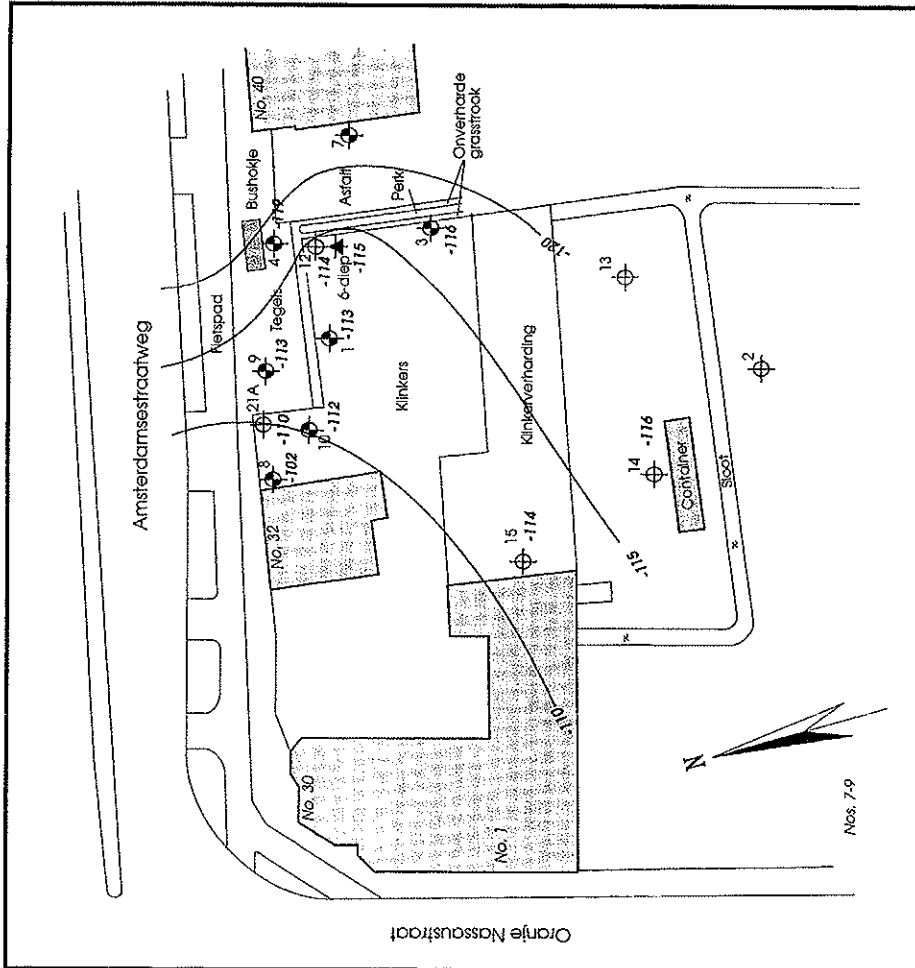 Amsterdamsestraatweg
Fietspad
Bushokje
No. 40
7
Asfalt
Perk
Onverharde
grasstrook
4
-119
12
-114
6-diep
-115
3
-116
Tegels
9
-113
1
-113
21A
-110
10
-112
8
-102
No. 32
Klinkers
Klinkerverharding
-120
13
2
14
-116
Container
Sloot
15
-114
-115
-110
No. 30
No. 1
N
Nos. 7-9
Oranje Nassaustraat